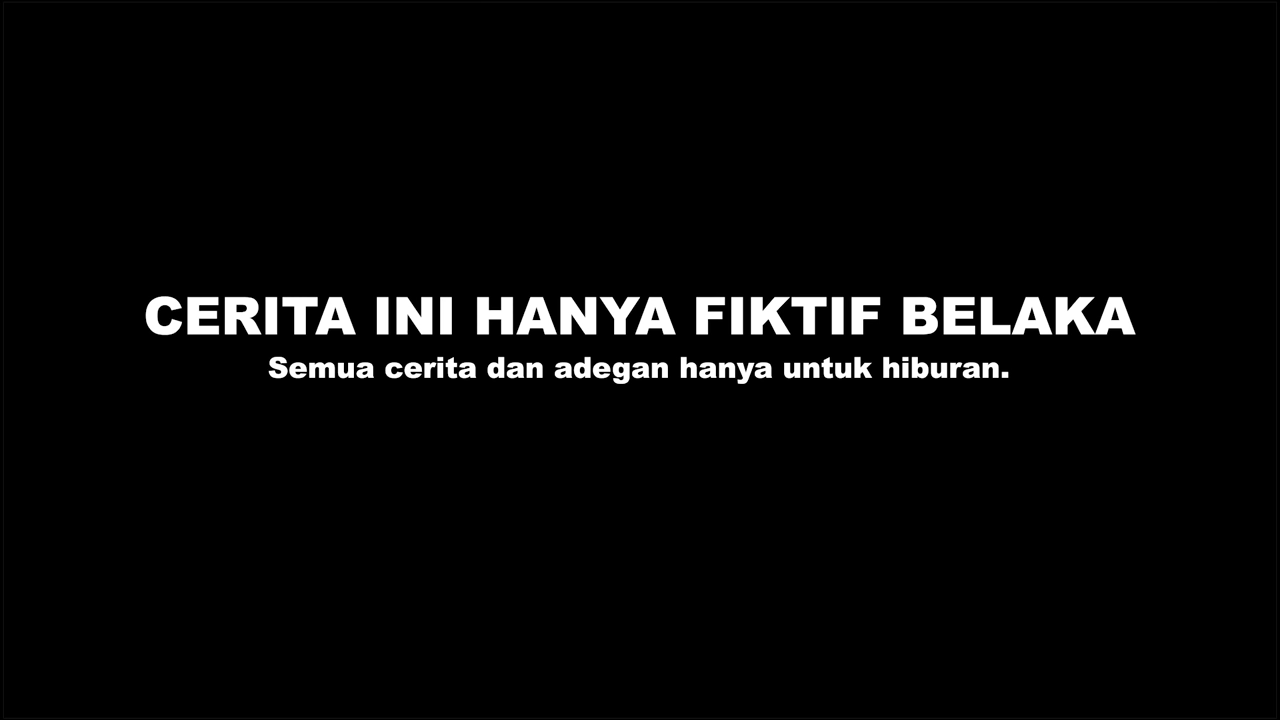 CERITA INI HANYA FIKTIF BELAKA
Semua cerita dan adegan hanya untuk hiburan.